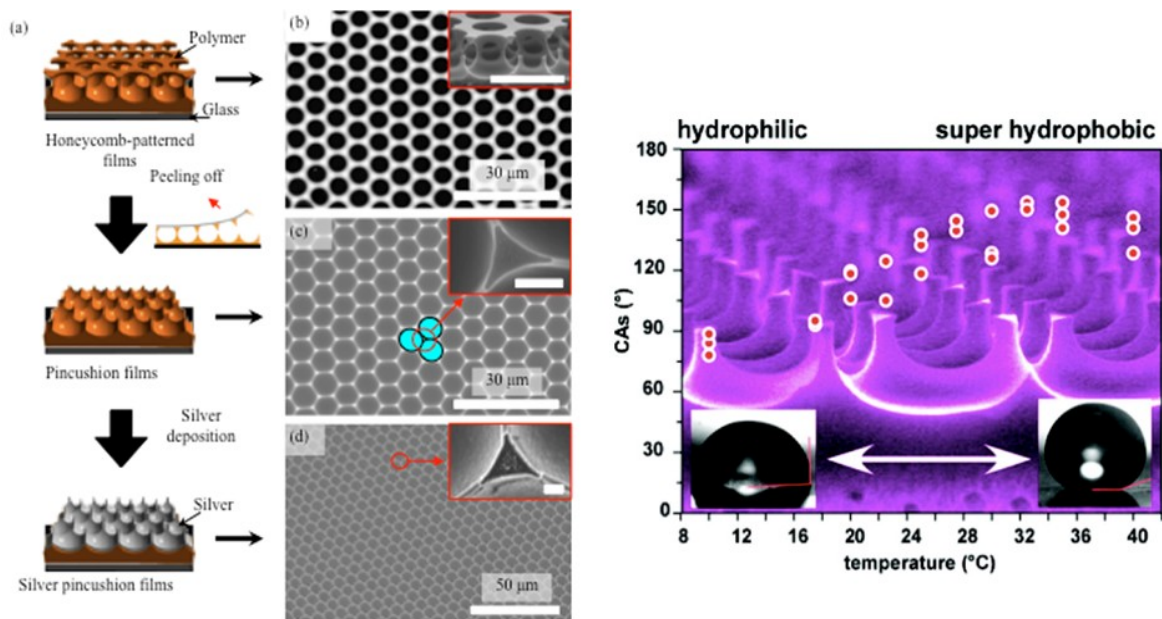 (a)
Polymer
Glass
Honeycomb-patterned
films
Peeling off
Pincushion films
Silver
deposition
Silver
Silver pincushion films
(b)
30 μm
(c)
30 μm
(d)
50 μm
hydrophilic super hydrophobic
180
150
120
90
60
30
0
CAs (°)
8 12 16 20 24 28 32 36 40
temperature (°C)